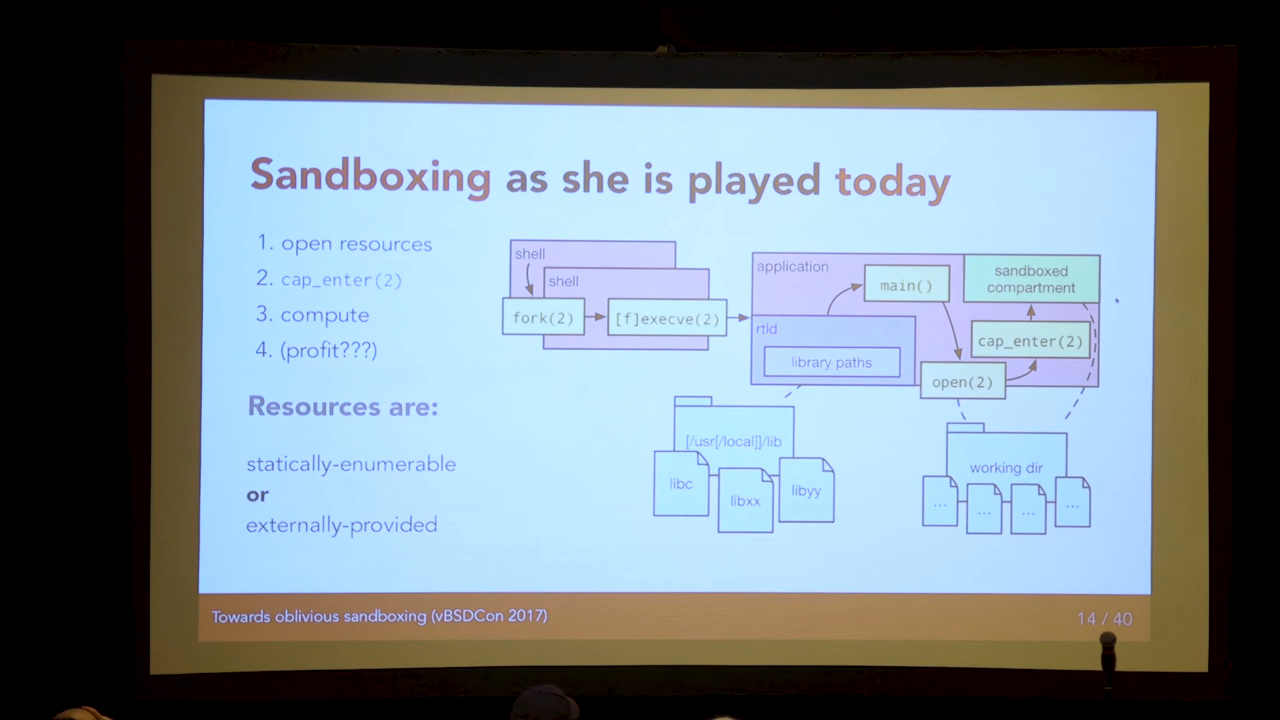 Sandboxing as she is played today
1. open resources
2. cap_enter(2)
3. compute
4. (profit???)
Resources are:
statically-enumerable
or
externally-provided
shell
shell
fork(2)
[f]execve(2)
application
main()
sandboxed
compartment
rtld
library paths
cap_enter(2)
open(2)
[/usr[/local]]/lib
libc
libxx
libyy
working dir
...
...
...
...
Towards oblivious sandboxing (vBSDCon 2017)
14 / 40